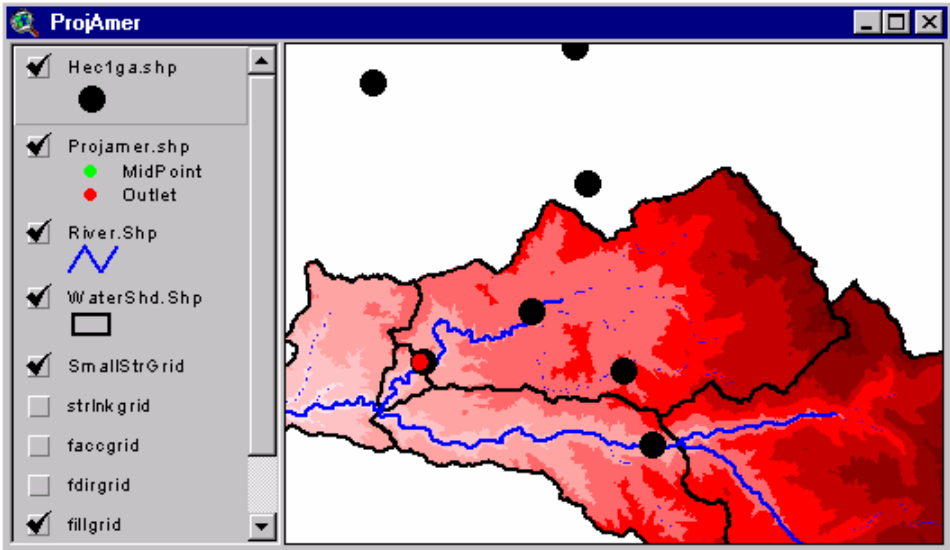 ProjAmer
Hec1ga.shp
Projamer.shp
MidPoint
Outlet
River.Shp
WaterShd.Shp
SmallStrGrid
strlnkgrid
faccgrid
fdirgrid
fillgrid